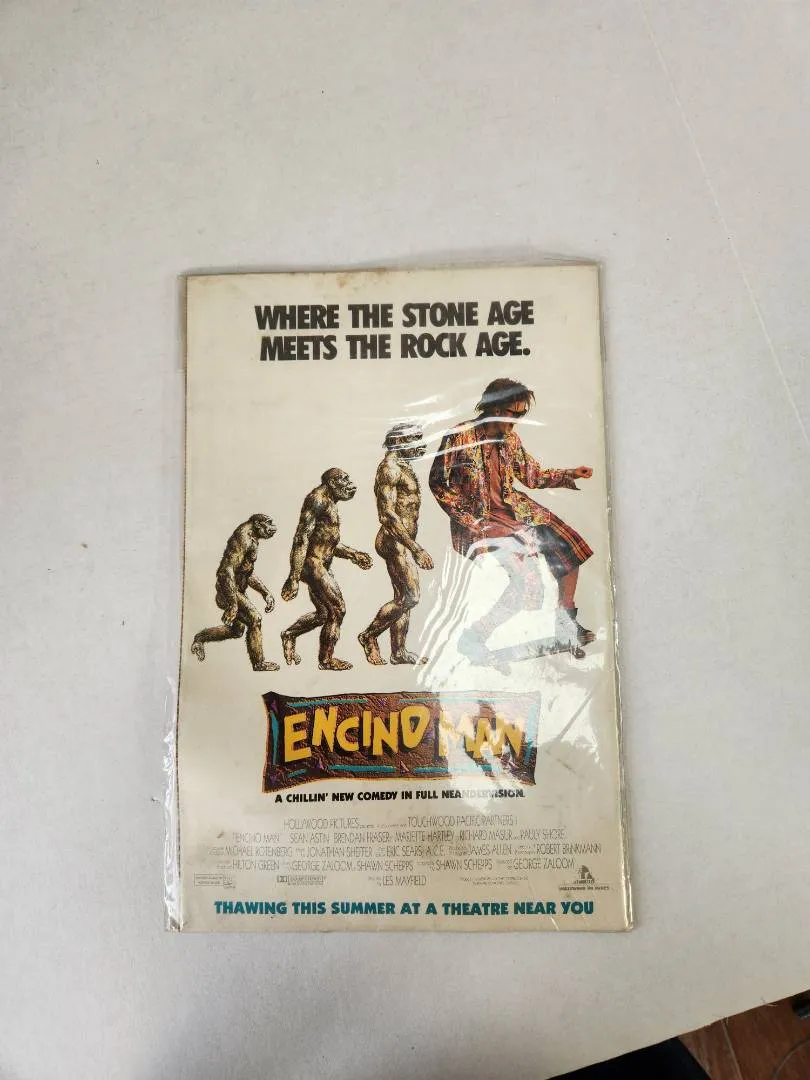 WHERE THE STONE AGE
MEETS THE ROCK AGE.
ENCINO MAN
A CHILLIN' NEW COMEDY IN FULL NEANDERVISION.
HOLLYWOOD PICTURES TOUCHWOOD PACIFIC PARTNERS I
"ENCINO MAN" SEAN ASTIN BRENDAN FRASER MARIETTE HARTLEY RICHARD MASUR PAULY SHORE
MICHAEL ROTENBERG JONATHAN SHEFFER ERIC SEARS, A.C.E. JAMES ALLEN ROBERT BRINKMANN
HILTON GREEN GEORGE ZALOOM, SHAWN SCHEPPS SHAWN SCHEPPS GEORGE ZALOOM
LES MAYFIELD
THAWING THIS SUMMER AT A THEATRE NEAR YOU